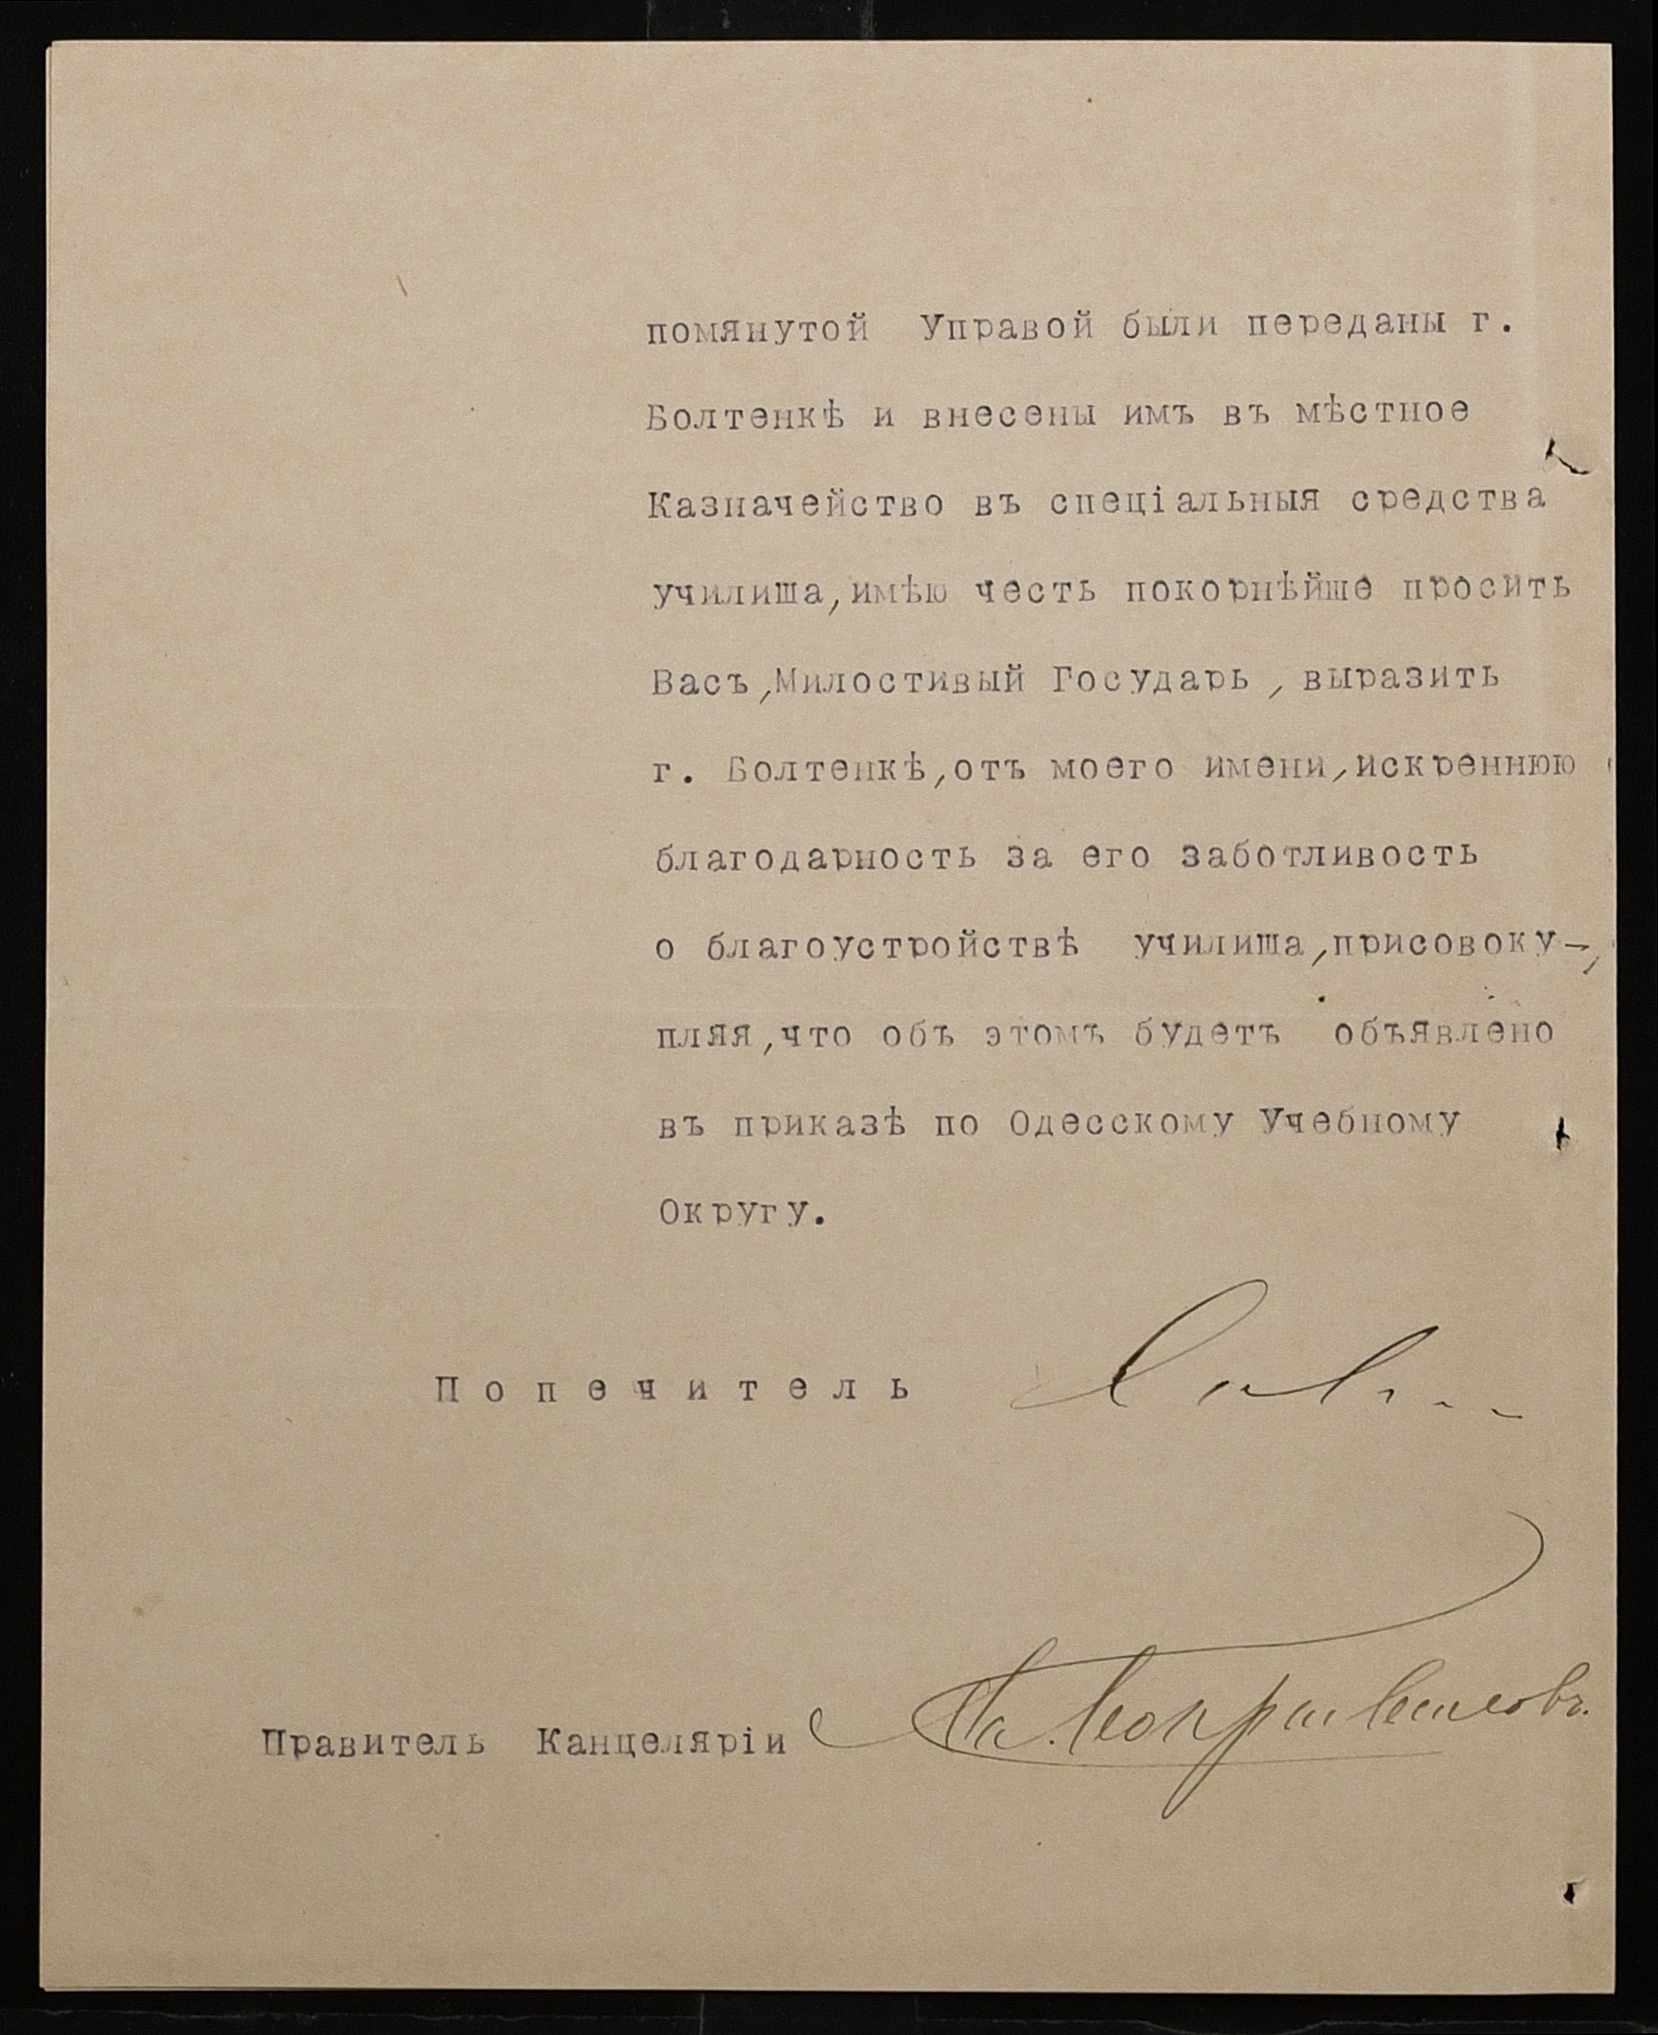 помянутой Управой были переданы г.
Болтенкѣ и внесены имъ въ мѣстное
Казначейство въ спеціальныя средства
училиша, имѣю честь покорнѣйше просить
Васъ, Милостивый Государь, выразить
г. Болтенкѣ, отъ моего имени, искреннюю
благодарность за его заботливость
о благоустройствѣ училиша, присовоку-
пляя, что объ этомъ будетъ объявлено
въ приказѣ по Одесскому Учебному
Округу.
Попечитель
Правитель Канцеляріи